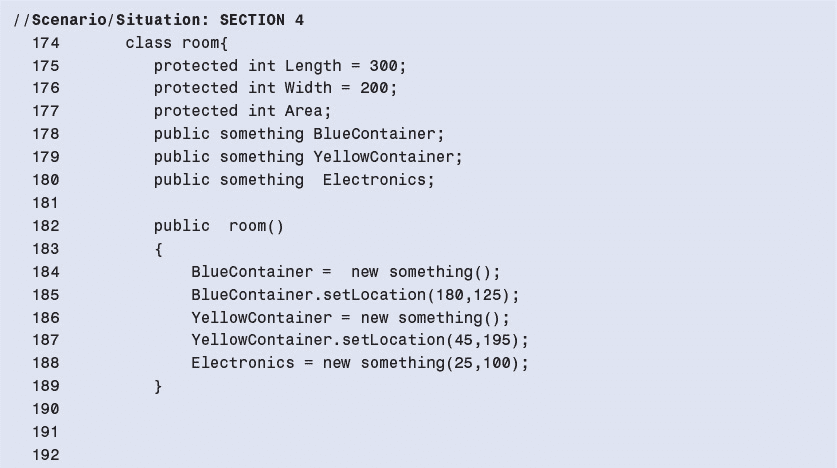 //Scenario/Situation: SECTION 4
174 class room{
175 protected int Length = 300;
176 protected int Width = 200;
177 protected int Area;
178 public something BlueContainer;
179 public something YellowContainer;
180 public something  Electronics;
181
182 public  room()
183 {
184 BlueContainer =  new something();
185 BlueContainer.setLocation(180,125);
186 YellowContainer = new something();
187 YellowContainer.setLocation(45,195);
188 Electronics = new something(25,100);
189 }
190
191
192